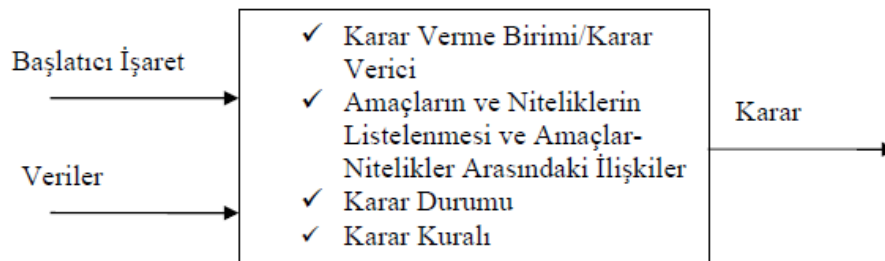 Başlatıcı İşaret
Veriler
✓ Karar Verme Birimi/Karar
Verici
✓ Amaçların ve Niteliklerin
Listelenmesi ve Amaçlar-
Nitelikler Arasındaki İlişkiler
✓ Karar Durumu
✓ Karar Kuralı
Karar